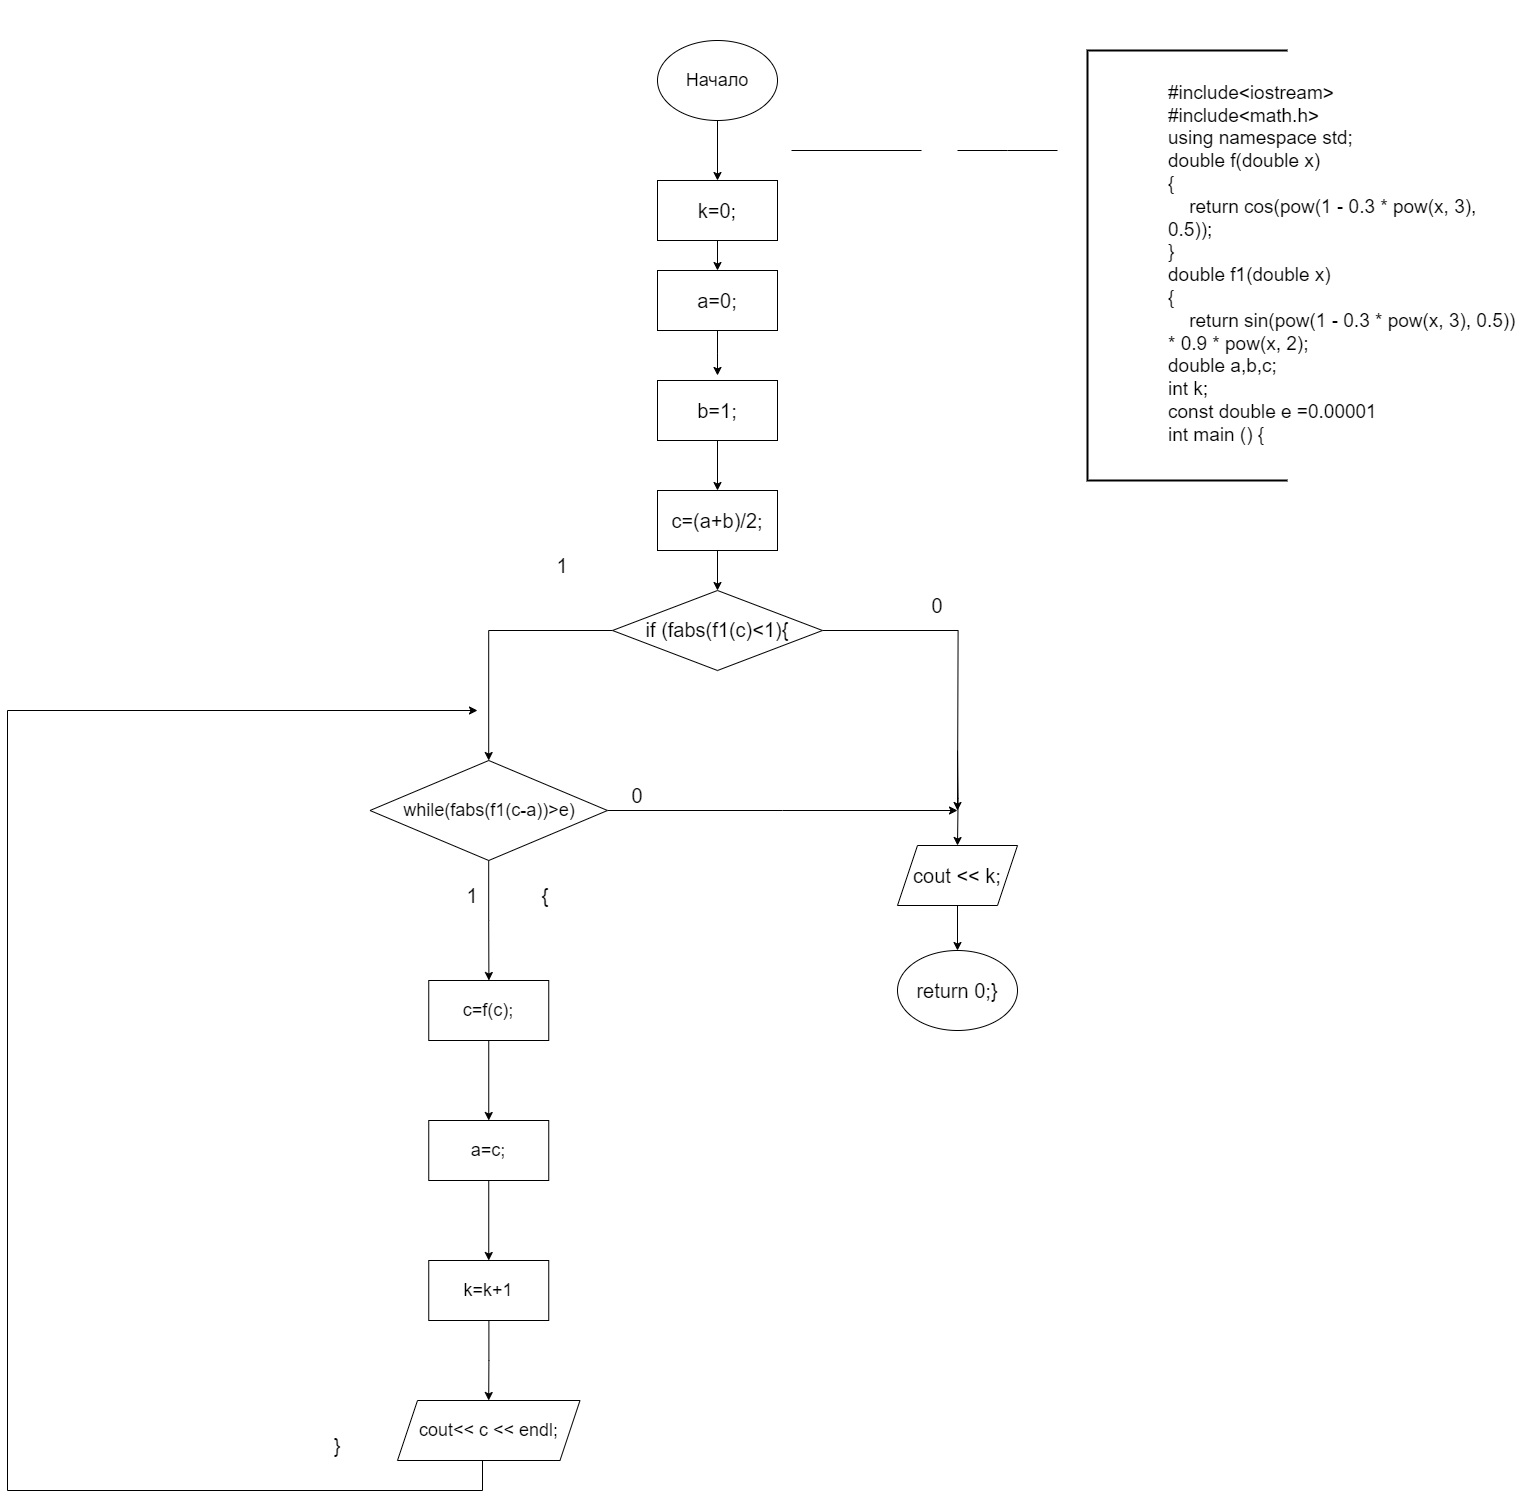 Начало
k=0;
a=0;
b=1;
c=(a+b)/2;
#include<iostream>
#include<math.h>
using namespace std;
double f(double x)
{
return cos(pow(1 - 0.3 * pow(x, 3),
0.5));
}
double f1(double x)
{
return sin(pow(1 - 0.3 * pow(x, 3), 0.5))
* 0.9 * pow(x, 2);
double a,b,c;
int k;
const double e =0.00001
int main () {
1
0
if (fabs(f1(c)<1){
while(fabs(f1(c-a))>e)
0
1
{
c=f(c);
a=c;
k=k+1
cout<< c << endl;
}
cout << k;
return 0;}